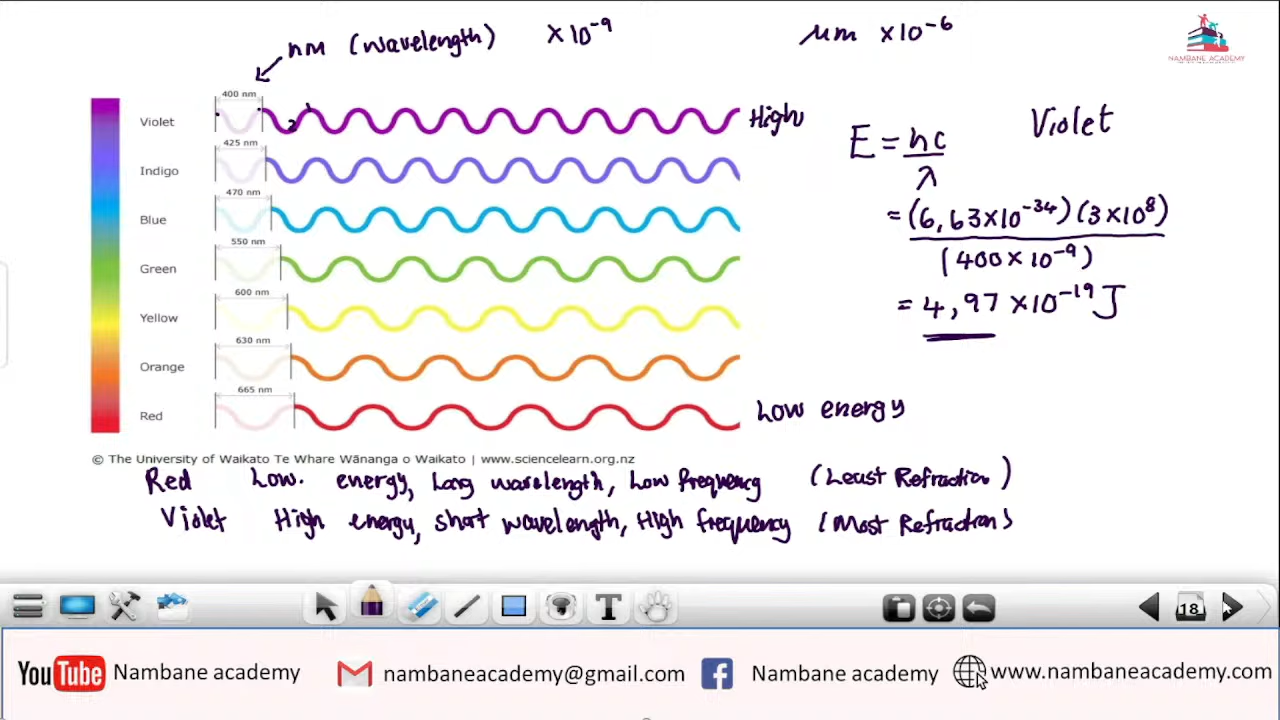 nm (wavelength) ×10⁻⁹ μm ×10⁻⁶
NAMBANE ACADEMY
400 nm
Violet
High
425 nm
Indigo
470 nm
Blue
550 nm
Green
600 nm
Yellow
630 nm
Orange
665 nm
Red
Low energy
Violet
E = hc
λ
= (6,63×10⁻³⁴)(3×10⁸)
(400×10⁻⁹)
= 4,97 ×10⁻¹⁹ J
© The University of Waikato Te Whare Wānanga o Waikato | www.sciencelearn.org.nz
Red Low. energy, Long wavelength, Low frequency (Least Refraction)
Violet High energy, short wavelength, High frequency (Most Refraction)
T
18
YouTube Nambane academy nambaneacademy@gmail.com Nambane academy www.nambaneacademy.com